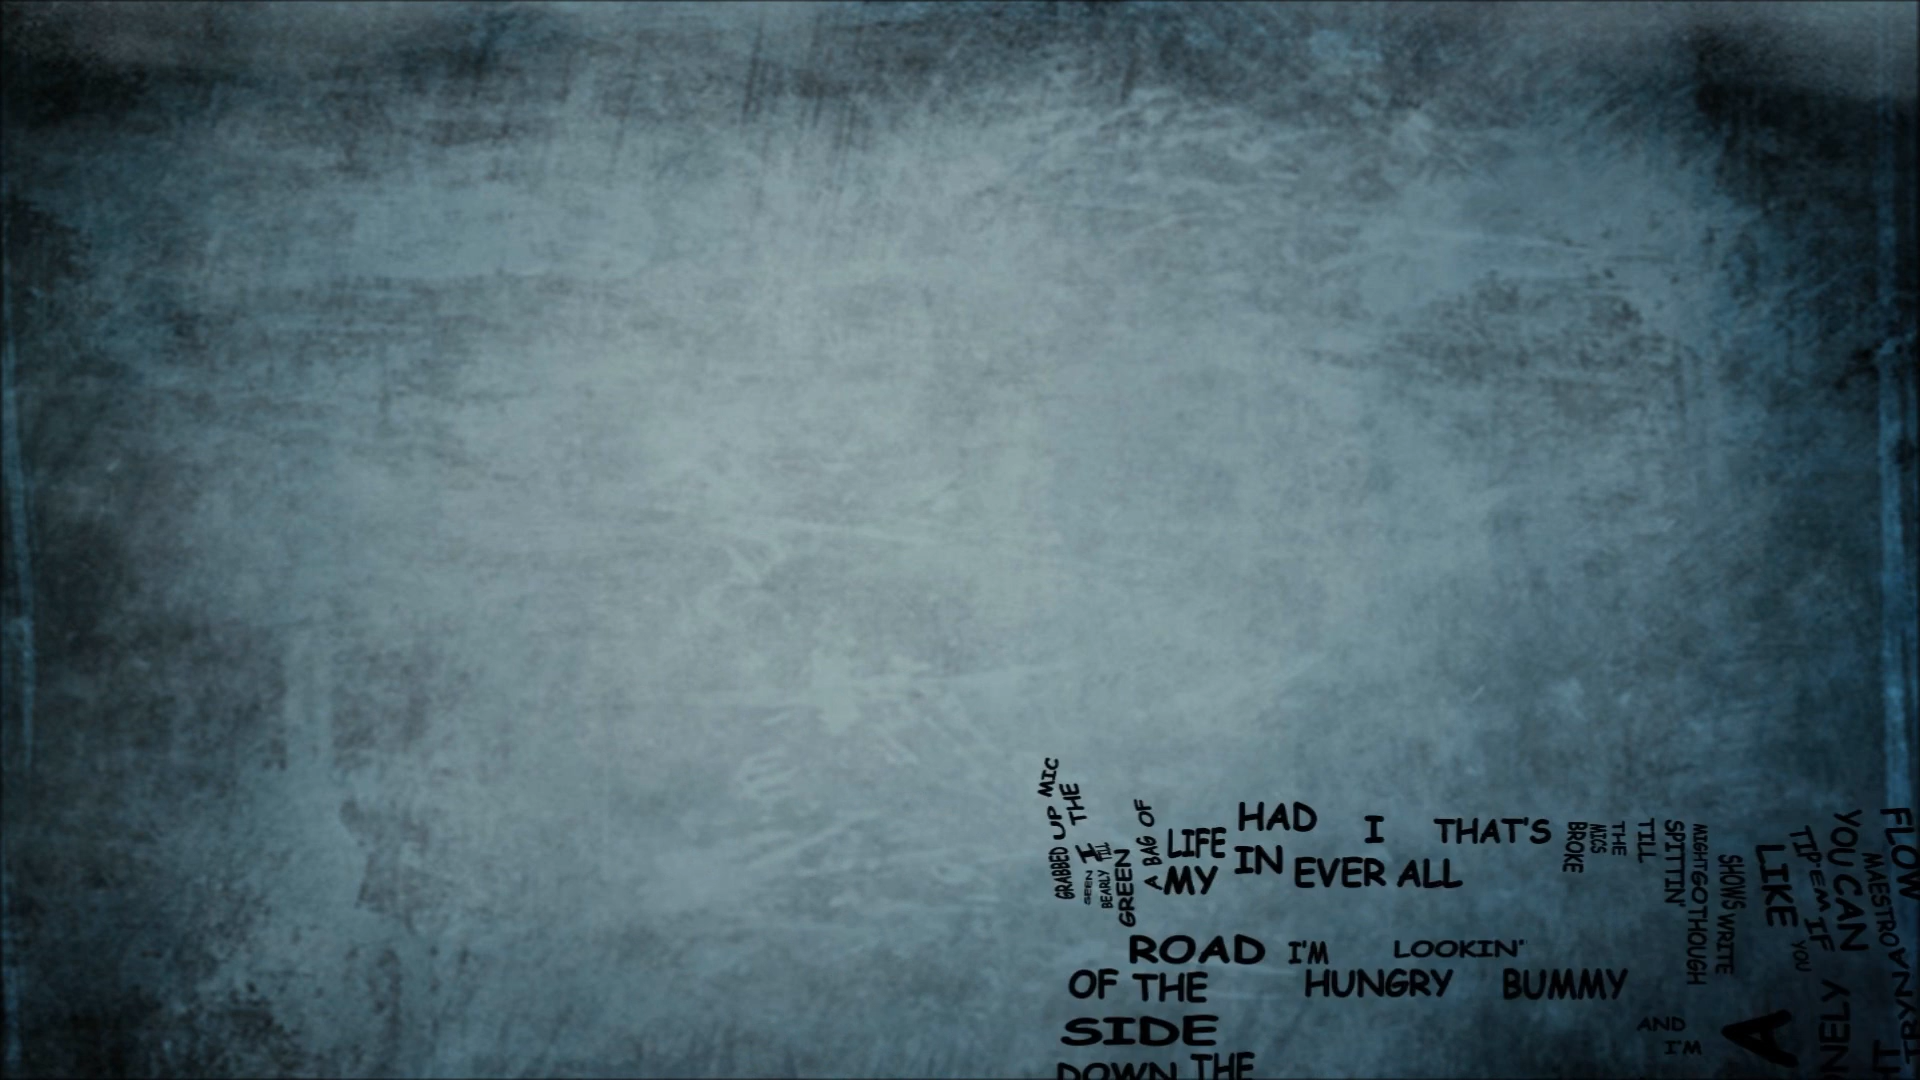 MIC
GRABBED UP THE
SEEN I TILL
BEARLY
GREEN
A BAG OF
LIFE HAD I THAT'S
MY IN EVER ALL
BROKE
MICS
THE
TILL
SPITTIN'
MIGHT'GOTHOUGH
SHOWS WRITE
LIKE
TIP'EM IF YOU
YOU CAN
MAESTRO
FLOW
ROAD I'M LOOKIN'
OF THE HUNGRY BUMMY
SIDE
DOWN THE
AND
I'M
A